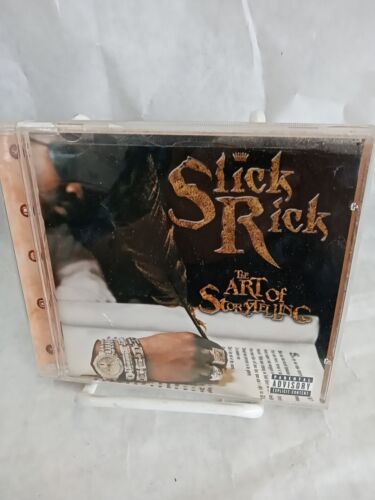 Slick
Rick
The
ART of
STORYTELLING
PARENTAL
ADVISORY
EXPLICIT CONTENT